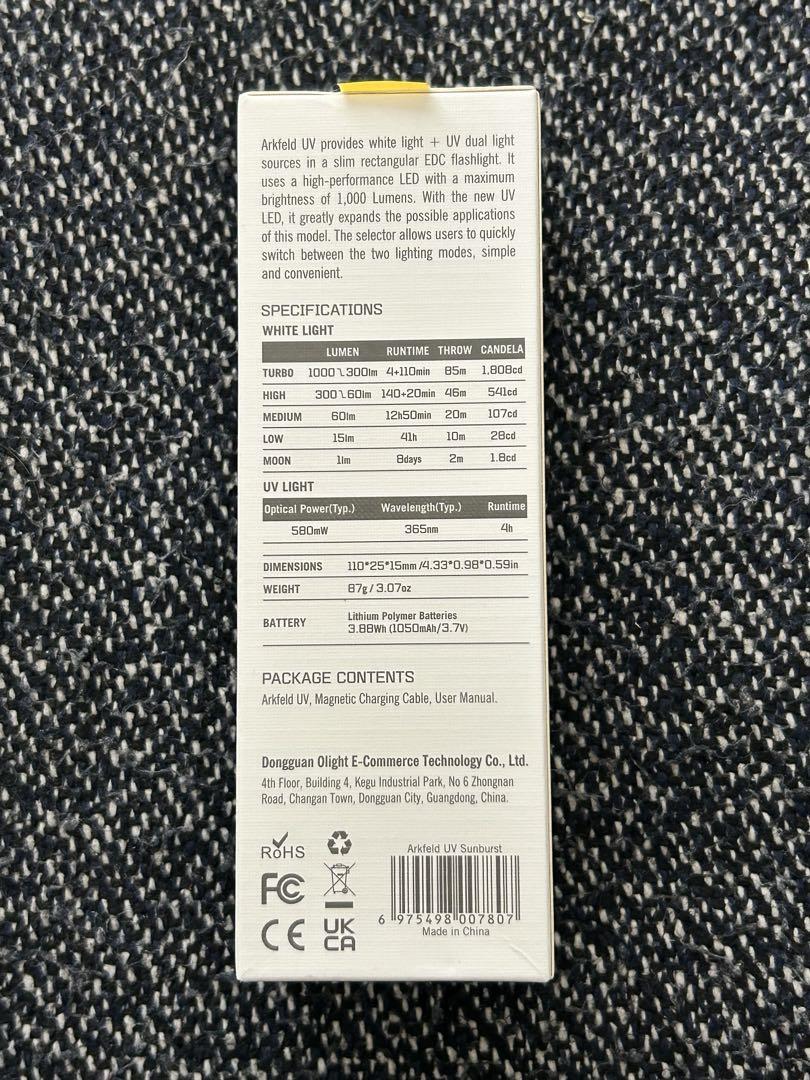 Arkfeld UV provides white light + UV dual light
sources in a slim rectangular EDC flashlight. It
uses a high-performance LED with a maximum
brightness of 1,000 Lumens. With the new UV
LED, it greatly expands the possible applications
of this model. The selector allows users to quickly
switch between the two lighting modes, simple
and convenient.
SPECIFICATIONS
WHITE LIGHT
LUMEN RUNTIME THROW CANDELA
TURBO 1000~300lm 4+110min 85m 1,808cd
HIGH 300~60lm 140+20min 46m 541cd
MEDIUM 60lm 12h50min 20m 107cd
LOW 15lm 41h 10m 28cd
MOON 1lm 8days 2m 1.8cd
UV LIGHT
Optical Power(Typ.) Wavelength(Typ.) Runtime
580mW 365nm 4h
DIMENSIONS 110*25*15mm /4.33*0.98*0.59in
WEIGHT 87g / 3.07oz
BATTERY Lithium Polymer Batteries
3.88Wh (1050mAh/3.7V)
PACKAGE CONTENTS
Arkfeld UV, Magnetic Charging Cable, User Manual.
Dongguan Olight E-Commerce Technology Co., Ltd.
4th Floor, Building 4, Kegu Industrial Park, No 6 Zhongnan
Road, Changan Town, Dongguan City, Guangdong, China.
RoHS
FC
CE
UK
CA
Arkfeld UV Sunburst
6 975498 007807
Made in China